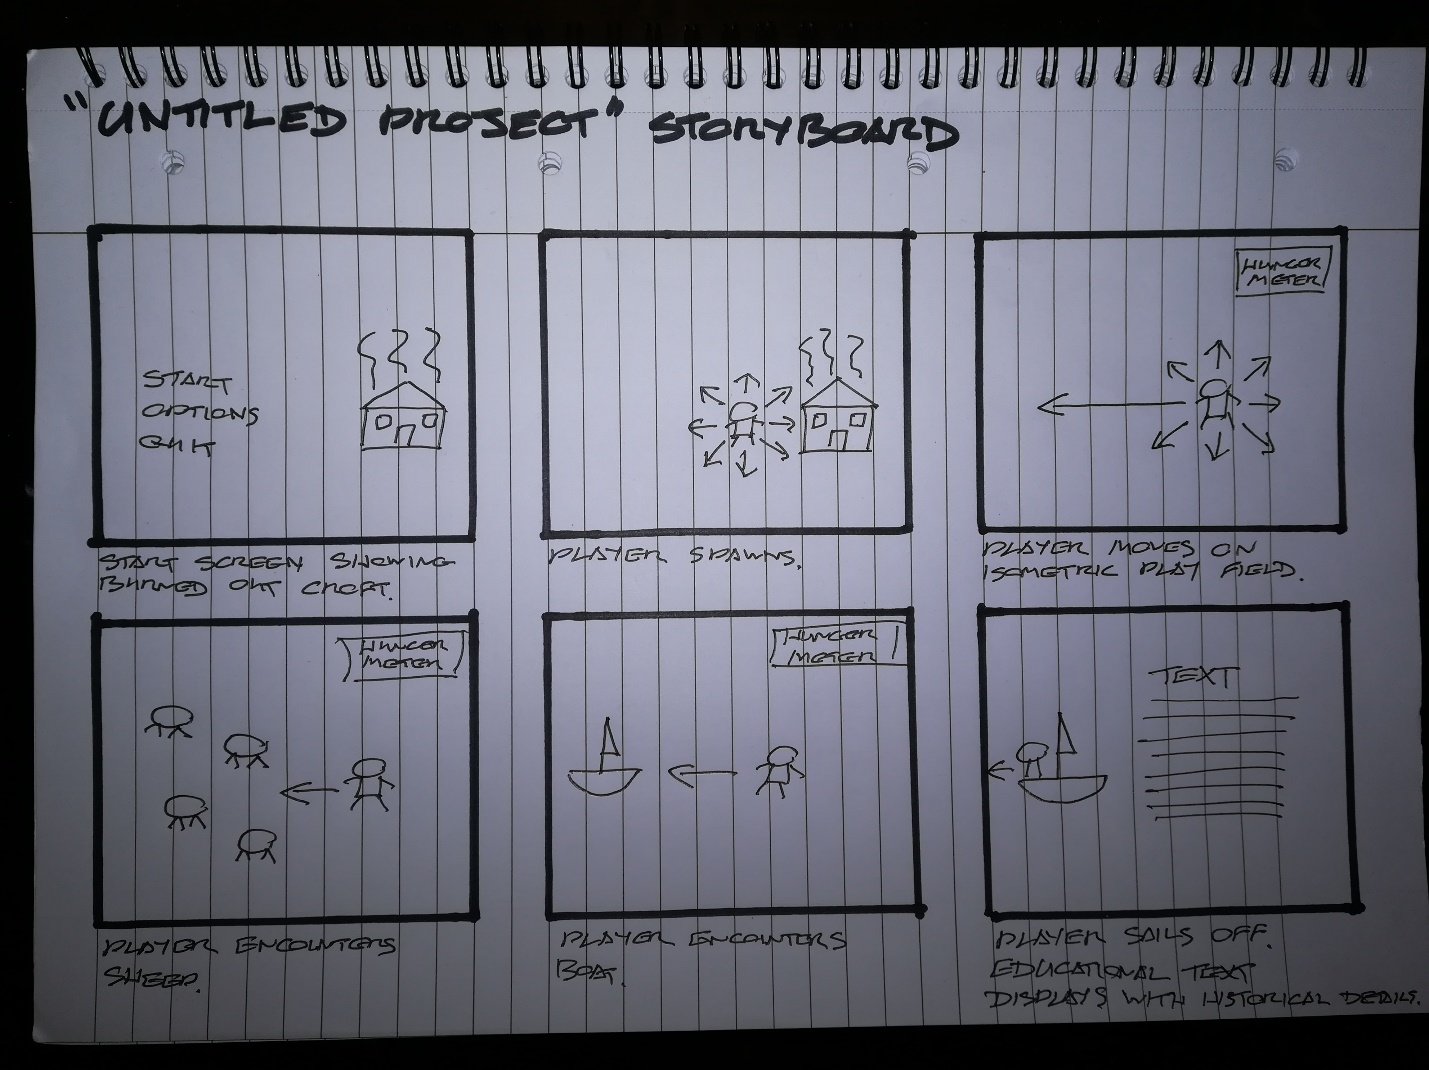 "UNTITLED PROJECT" STORYBOARD
START
OPTIONS
QUIT
START SCREEN SHOWING
BURNED OUT CROFT.
PLAYER SPAWNS.
HUNGER
METER
PLAYER MOVES ON
ISOMETRIC PLAY FIELD.
HUNGER
METER
PLAYER ENCOUNTERS
SHEEP.
HUNGER
METER
PLAYER ENCOUNTERS
BOAT.
TEXT
PLAYER SAILS OFF.
EDUCATIONAL TEXT
DISPLAYS WITH HISTORICAL DETAILS.